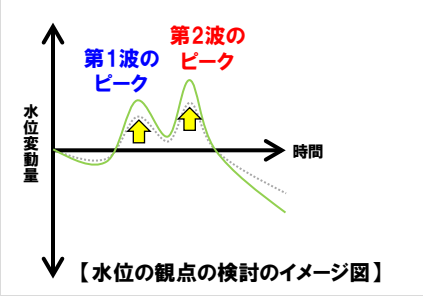 第2波の
ピーク
第1波の
ピーク
水位変動量
時間
【水位の観点の検討のイメージ図】